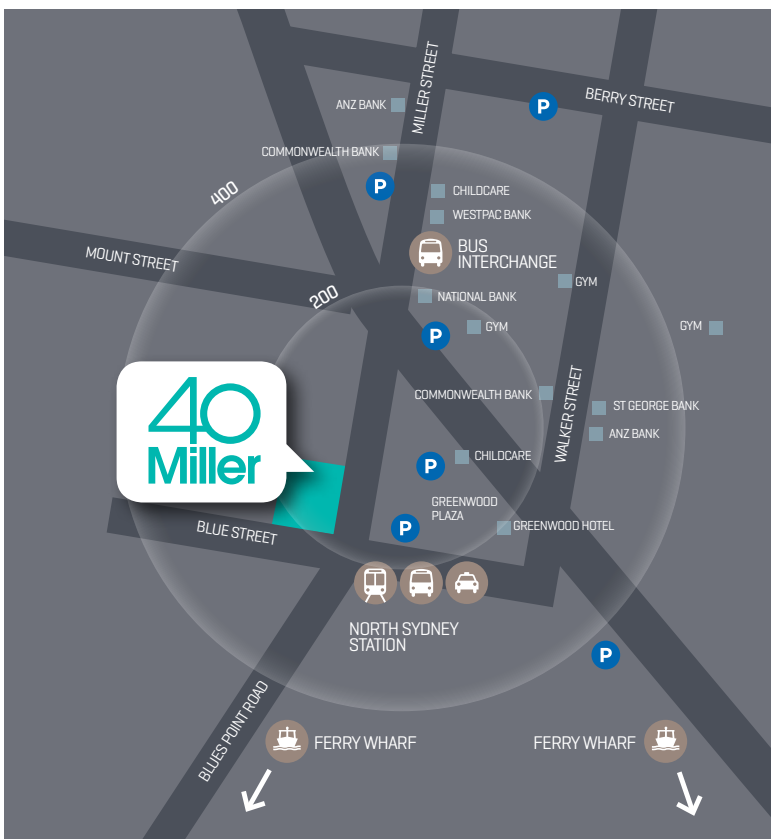 MILLER STREET
BERRY STREET
P
ANZ BANK
COMMONWEALTH BANK
P
400
CHILDCARE
WESTPAC BANK
MOUNT STREET
BUS
INTERCHANGE
GYM
200
NATIONAL BANK
P
GYM
GYM
40
Miller
COMMONWEALTH BANK
WALKER STREET
ST GEORGE BANK
ANZ BANK
P
CHILDCARE
GREENWOOD
PLAZA
P
GREENWOOD HOTEL
BLUE STREET
NORTH SYDNEY
STATION
P
BLUES POINT ROAD
FERRY WHARF
FERRY WHARF